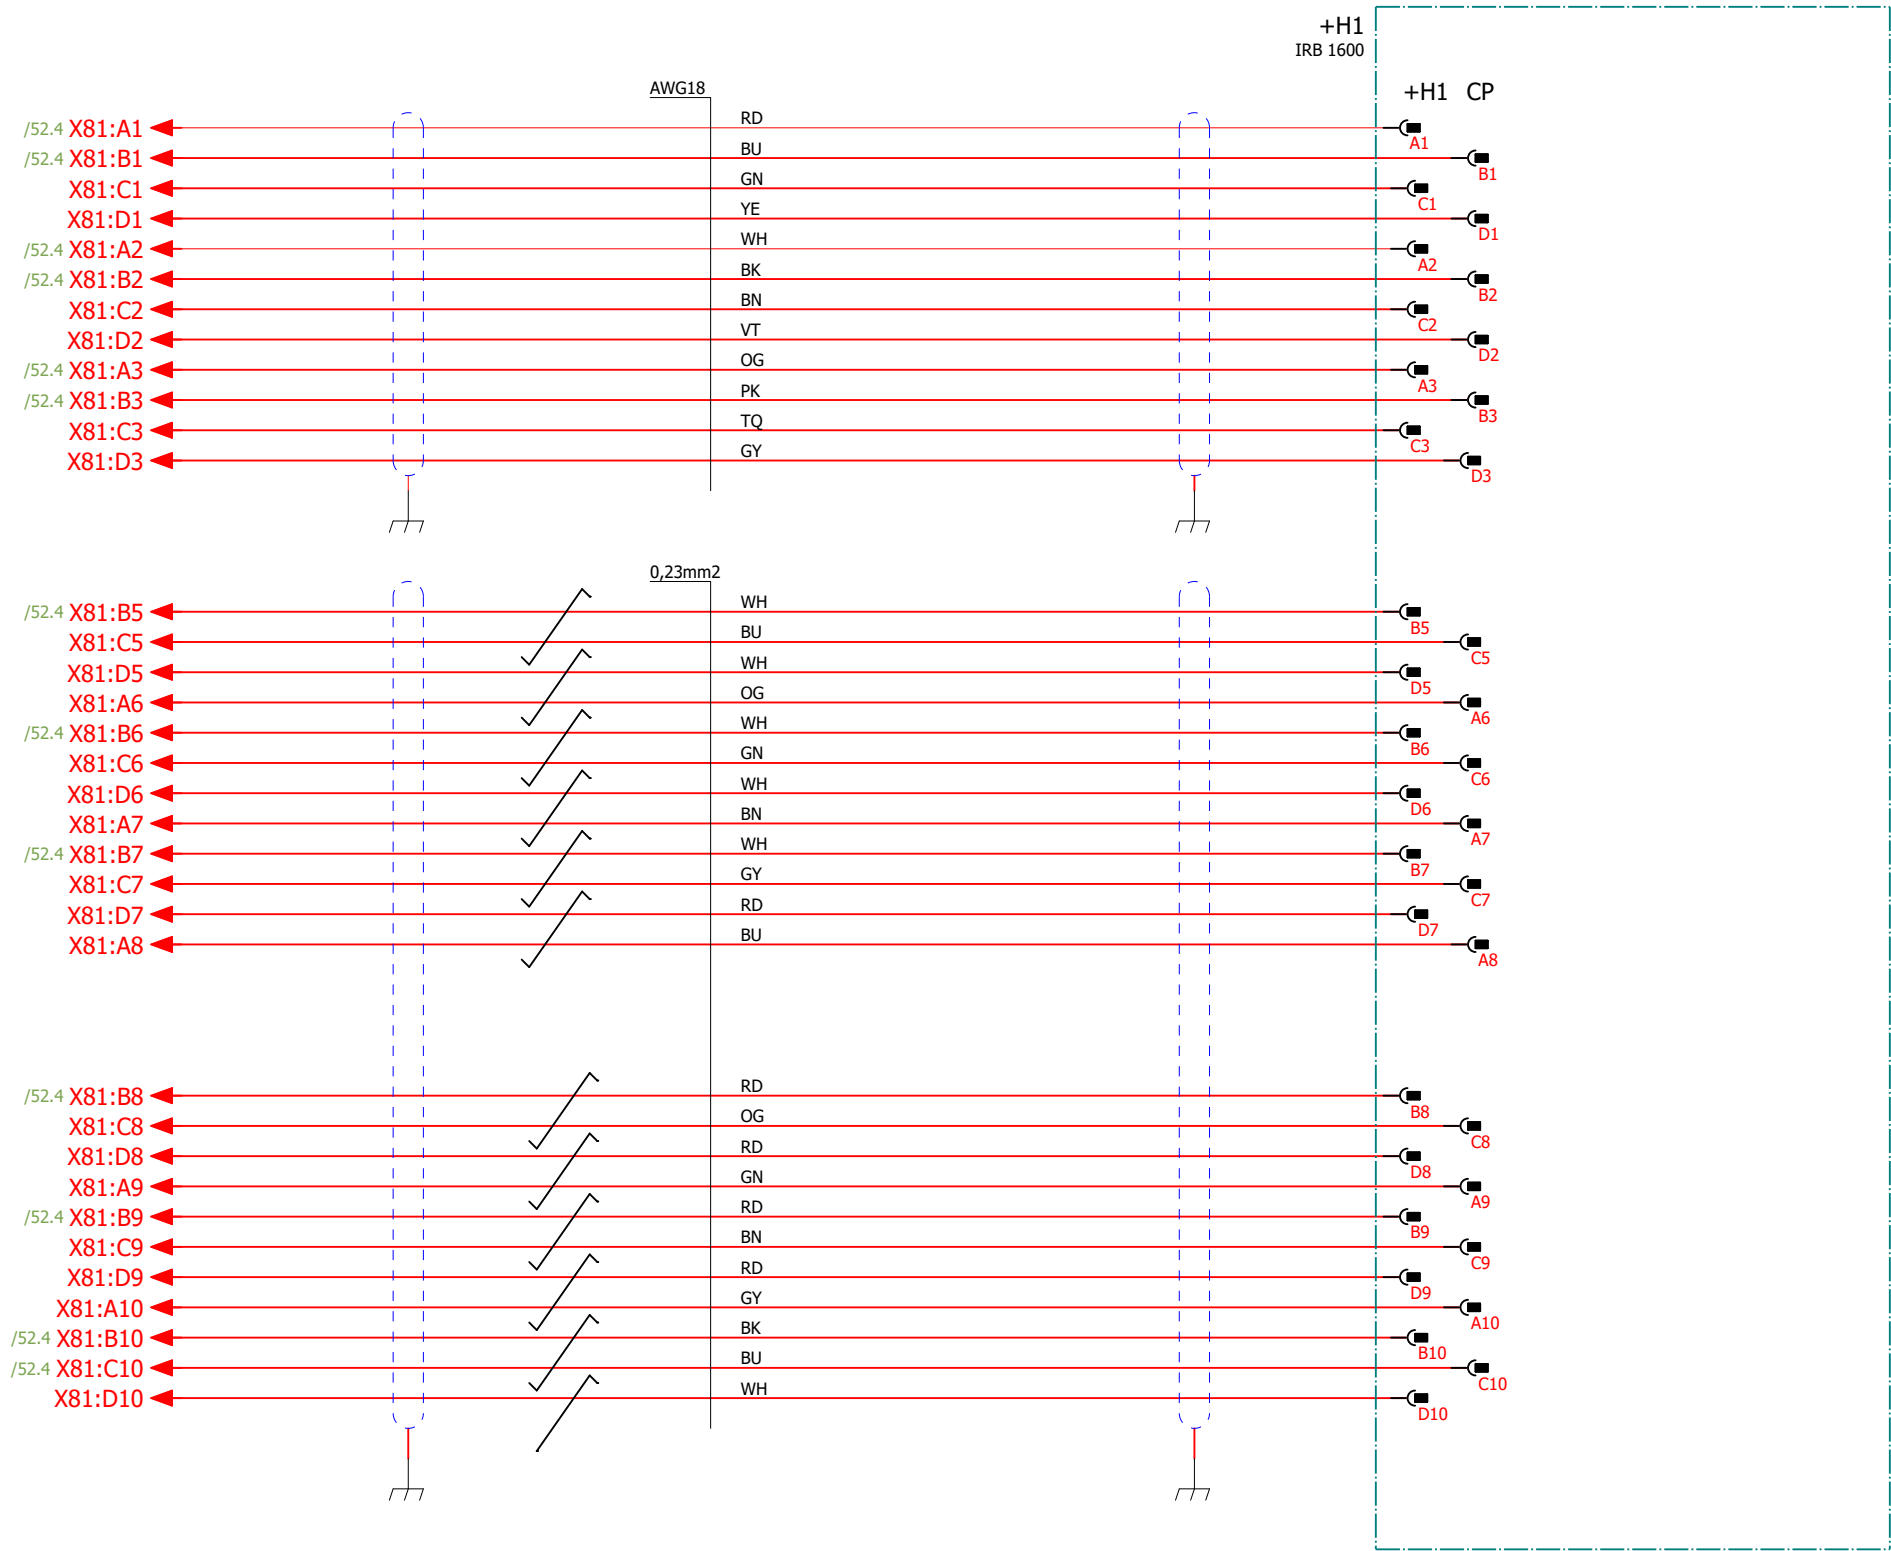 +H1
IRB 1600
AWG18
+H1 CP
/52.4 X81:A1 RD A1
/52.4 X81:B1 BU B1
X81:C1 GN C1
X81:D1 YE D1
/52.4 X81:A2 WH A2
/52.4 X81:B2 BK B2
X81:C2 BN C2
X81:D2 VT D2
/52.4 X81:A3 OG A3
/52.4 X81:B3 PK B3
X81:C3 TQ C3
X81:D3 GY D3
0,23mm2
/52.4 X81:B5 WH B5
X81:C5 BU C5
X81:D5 WH D5
X81:A6 OG A6
/52.4 X81:B6 WH B6
X81:C6 GN C6
X81:D6 WH D6
X81:A7 BN A7
/52.4 X81:B7 WH B7
X81:C7 GY C7
X81:D7 RD D7
X81:A8 BU A8
/52.4 X81:B8 RD B8
X81:C8 OG C8
X81:D8 RD D8
X81:A9 GN A9
/52.4 X81:B9 RD B9
X81:C9 BN C9
X81:D9 RD D9
X81:A10 GY A10
/52.4 X81:B10 BK B10
/52.4 X81:C10 BU C10
X81:D10 WH D10